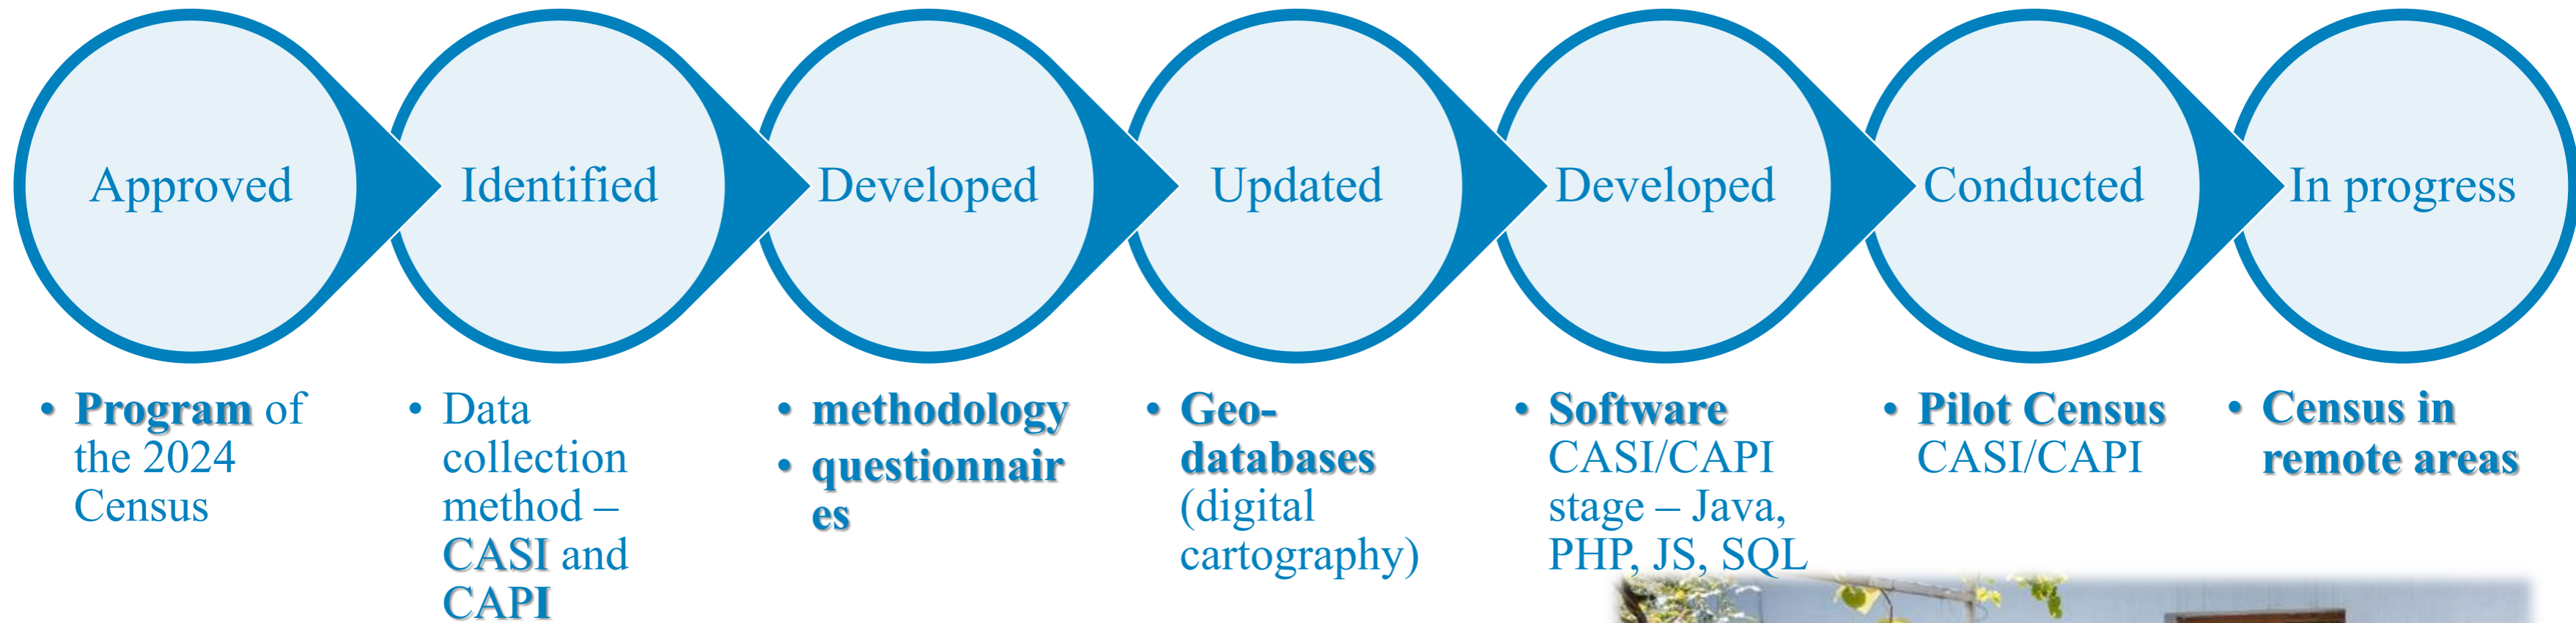 Approved
Identified
Developed
Updated
Developed
Conducted
In progress
• Program of
the 2024
Census
• Data
collection
method –
CASI and
CAPI
• methodology
• questionnair
es
• Geo-
databases
(digital
cartography)
• Software
CASI/CAPI
stage – Java,
PHP, JS, SQL
• Pilot Census
CASI/CAPI
• Census in
remote areas